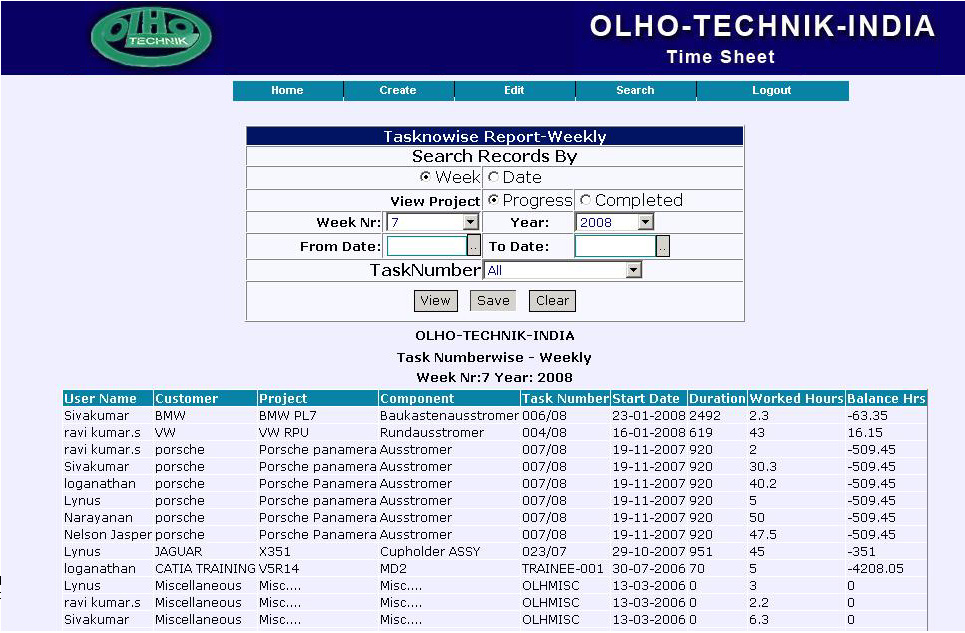 OLHO TECHNIK
OLHO-TECHNIK-INDIA
Time Sheet
Home Create Edit Search Logout
Tasknowise Report-Weekly
Search Records By
Week Date
View Project Progress Completed
Week Nr: 7 Year: 2008
From Date: .. To Date: ..
TaskNumber All
View Save Clear
OLHO-TECHNIK-INDIA
Task Numberwise - Weekly
Week Nr:7 Year: 2008
User Name Customer Project Component Task Number Start Date Duration Worked Hours Balance Hrs
Sivakumar BMW BMW PL7 Baukastenausstromer 006/08 23-01-2008 2492 2.3 -63.35
ravi kumar.s VW VW RPU Rundausstromer 004/08 16-01-2008 619 43 16.15
ravi kumar.s porsche Porsche panamera Ausstromer 007/08 19-11-2007 920 2 -509.45
Sivakumar porsche Porsche Panamera Ausstromer 007/08 19-11-2007 920 30.3 -509.45
loganathan porsche Porsche Panamera Ausstromer 007/08 19-11-2007 920 40.2 -509.45
Lynus porsche Porsche Panamera Ausstromer 007/08 19-11-2007 920 5 -509.45
Narayanan porsche Porsche Panamera Ausstromer 007/08 19-11-2007 920 50 -509.45
Nelson Jasper porsche Porsche Panamera Ausstromer 007/08 19-11-2007 920 47.5 -509.45
Lynus JAGUAR X351 Cupholder ASSY 023/07 29-10-2007 951 45 -351
loganathan CATIA TRAINING V5R14 MD2 TRAINEE-001 30-07-2006 70 5 -4208.05
Lynus Miscellaneous Misc.... Misc.... OLHMISC 13-03-2006 0 3 0
ravi kumar.s Miscellaneous Misc.... Misc.... OLHMISC 13-03-2006 0 2.2 0
Sivakumar Miscellaneous Misc.... Misc.... OLHMISC 13-03-2006 0 6.3 0